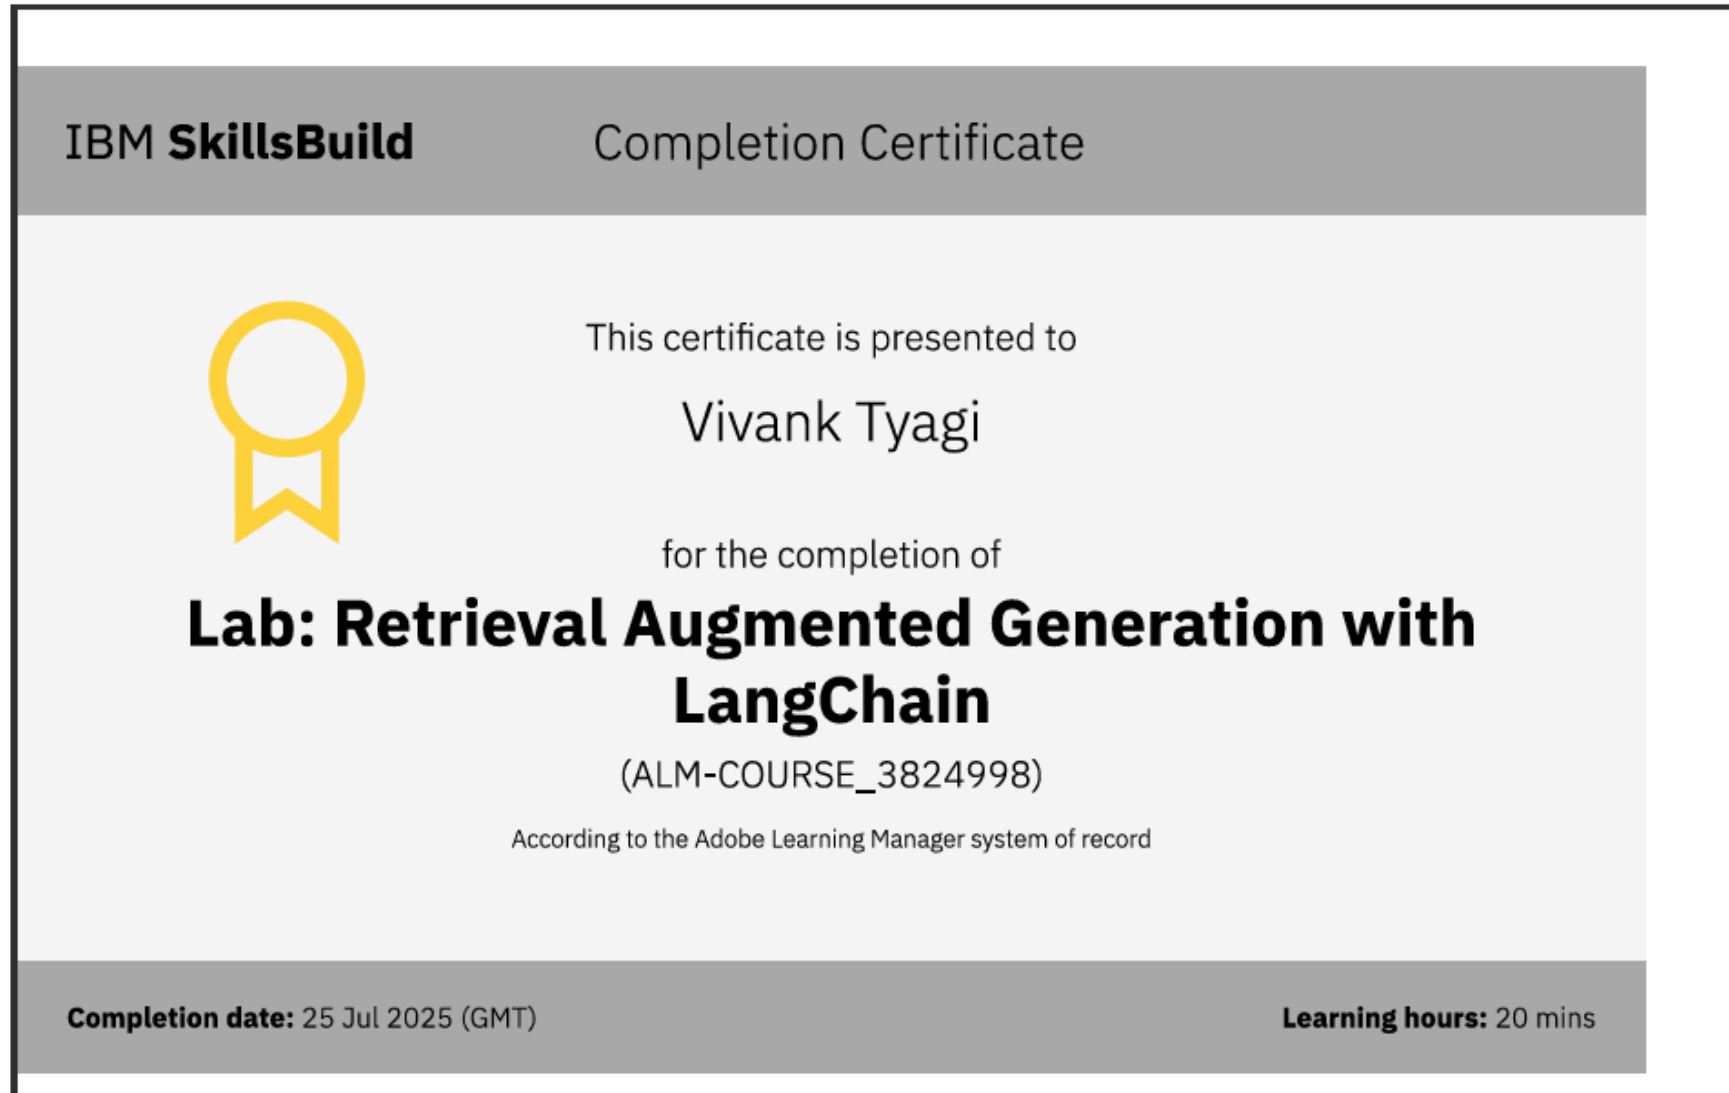 IBM SkillsBuild
Completion Certificate
This certificate is presented to
Vivank Tyagi
for the completion of
Lab: Retrieval Augmented Generation with
LangChain
(ALM-COURSE_3824998)
According to the Adobe Learning Manager system of record
Completion date: 25 Jul 2025 (GMT)
Learning hours: 20 mins